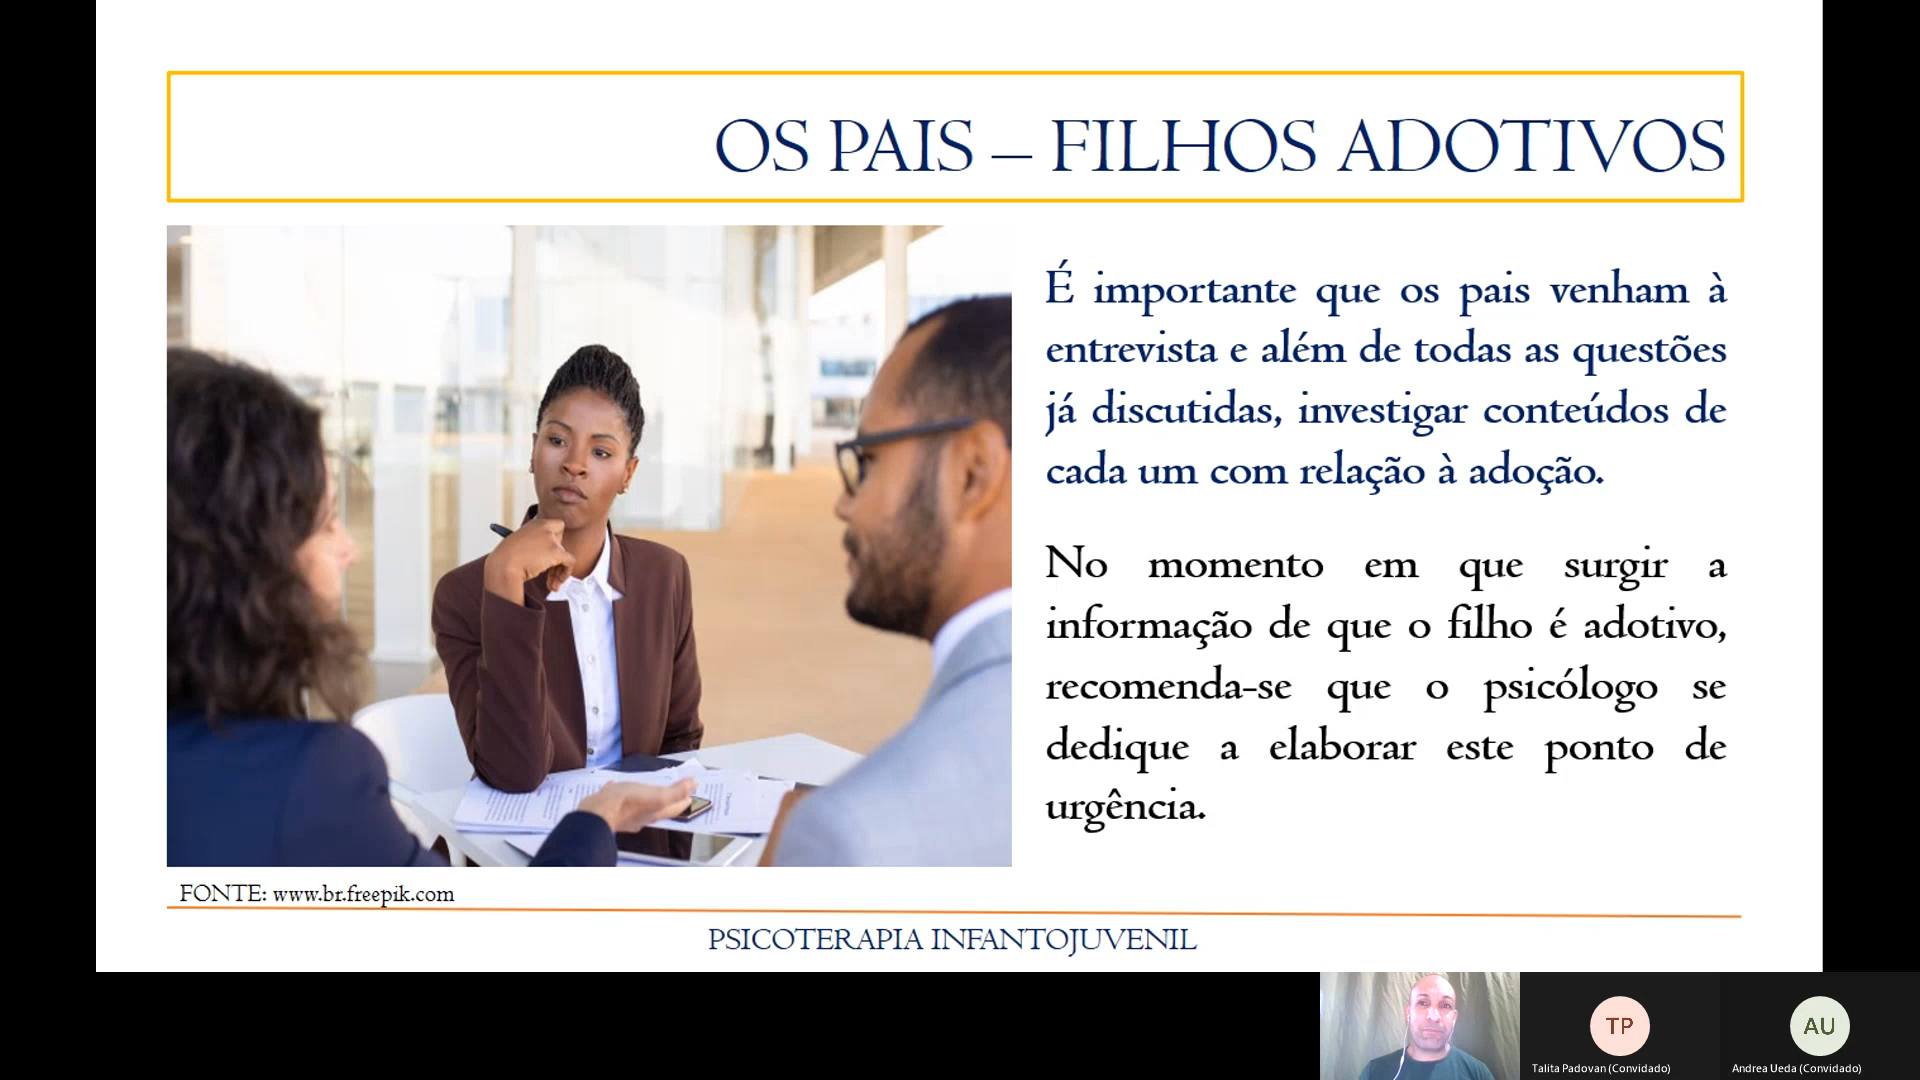 OS PAIS – FILHOS ADOTIVOS
É importante que os pais venham à
entrevista e além de todas as questões
já discutidas, investigar conteúdos de
cada um com relação à adoção.
No momento em que surgir a
informação de que o filho é adotivo,
recomenda-se que o psicólogo se
dedique a elaborar este ponto de
urgência.
FONTE: www.br.freepik.com
PSICOTERAPIA INFANTOJUVENIL
TP
Talita Padovan (Convidado)
AU
Andrea Ueda (Convidado)